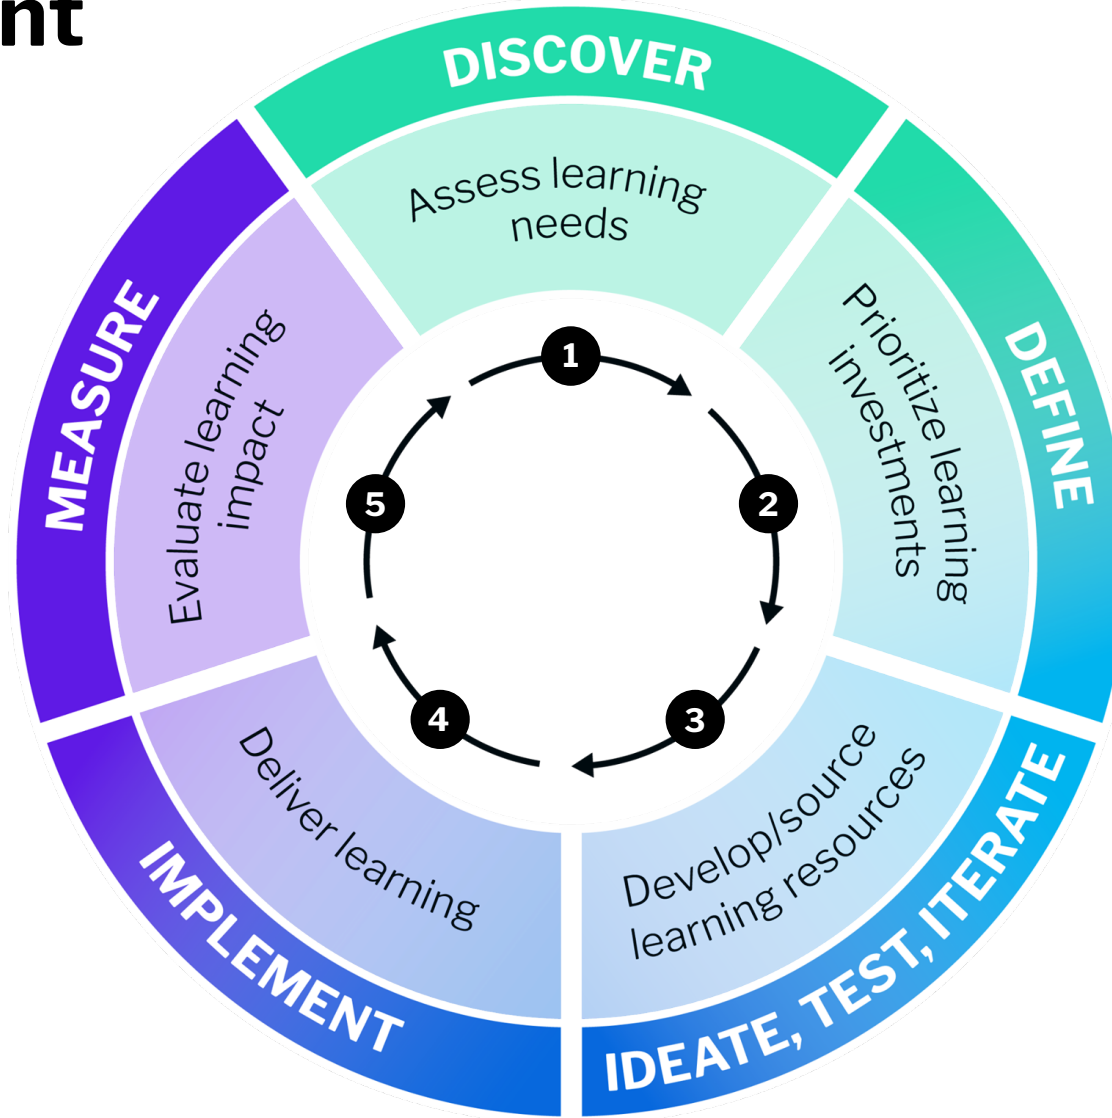 nt
DISCOVER
Assess learning
needs
DEFINE
Prioritize learning
investments
IDEATE, TEST, ITERATE
Develop/source
learning resources
IMPLEMENT
Deliver learning
MEASURE
Evaluate learning
impact
1
2
3
4
5